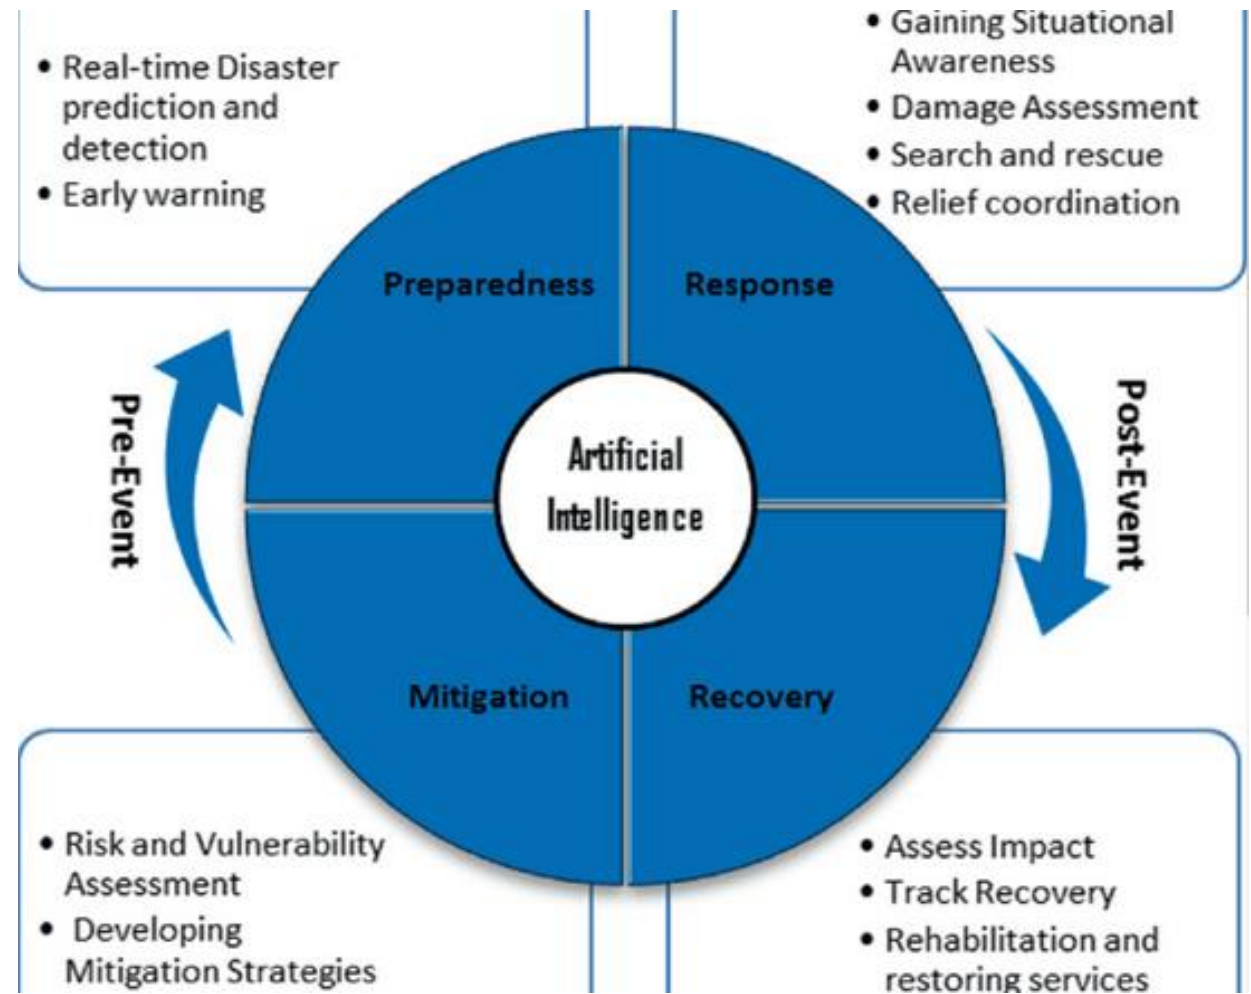 • Real-time Disaster
prediction and
detection
• Early warning
• Gaining Situational
Awareness
• Damage Assessment
• Search and rescue
• Relief coordination
Preparedness
Response
Pre-Event
Artificial
Intelligence
Post-Event
Mitigation
Recovery
• Risk and Vulnerability
Assessment
• Developing
Mitigation Strategies
• Assess Impact
• Track Recovery
• Rehabilitation and
restoring services